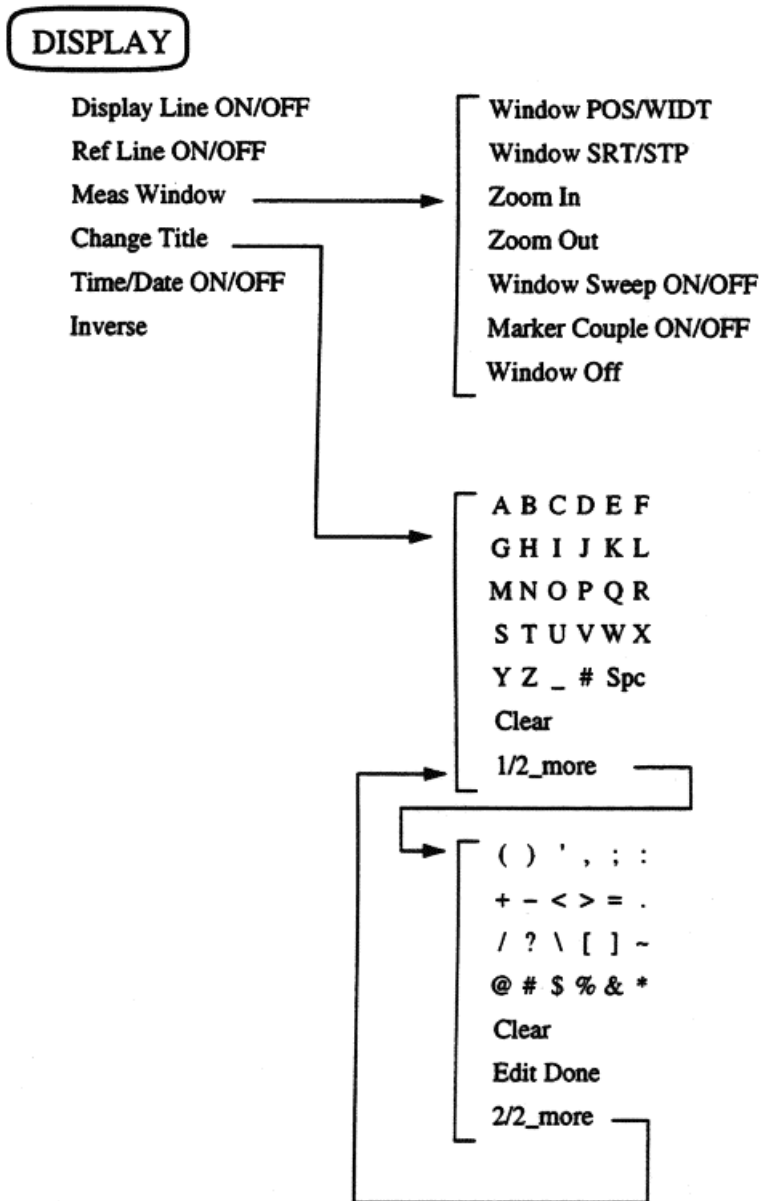 DISPLAY
Display Line ON/OFF
Ref Line ON/OFF
Meas Window
Change Title
Time/Date ON/OFF
Inverse
Window POS/WIDT
Window SRT/STP
Zoom In
Zoom Out
Window Sweep ON/OFF
Marker Couple ON/OFF
Window Off
A B C D E F
G H I J K L
M N O P Q R
S T U V W X
Y Z _ # Spc
Clear
1/2_more
( ) ' , ; :
+ - < > = .
/ ? \ [ ] ~
@ # $ % & *
Clear
Edit Done
2/2_more